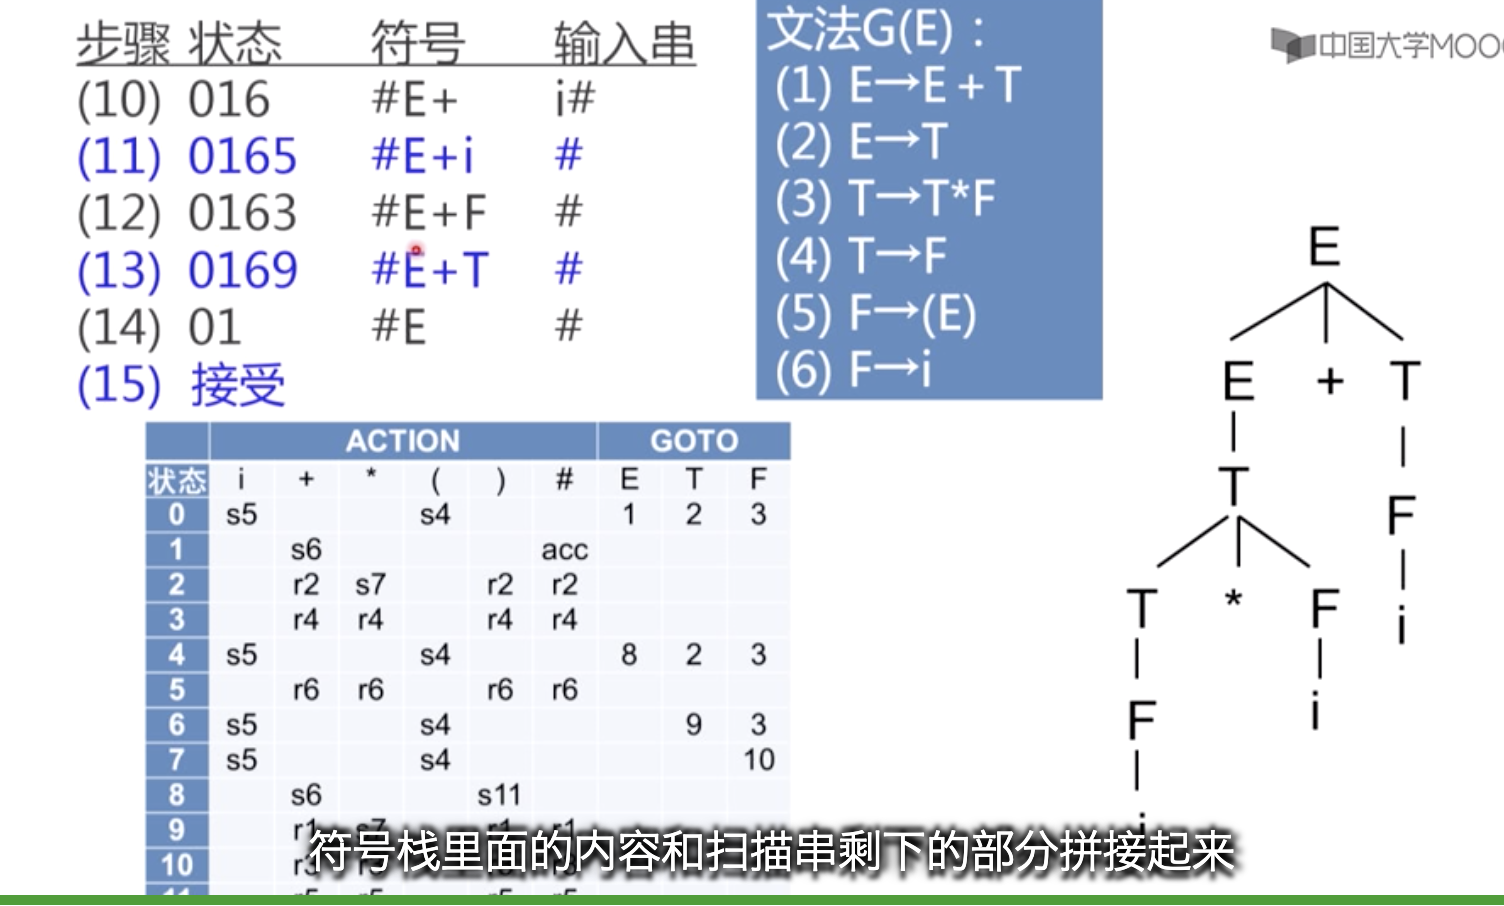 步骤 状态 符号 输入串
(10) 016 #E+ i#
(11) 0165 #E+i #
(12) 0163 #E+F #
(13) 0169 #E+T #
(14) 01 #E #
(15) 接受
文法G(E)：
(1) E→E + T
(2) E→T
(3) T→T*F
(4) T→F
(5) F→(E)
(6) F→i
中国大学MOO
E
E + T
T F
T * F i
F i
i
ACTION GOTO
状态 i + * ( ) # E T F
0 s5 s4 1 2 3
1 s6 acc
2 r2 s7 r2 r2
3 r4 r4 r4 r4
4 s5 s4 8 2 3
5 r6 r6 r6 r6
6 s5 s4 9 3
7 s5 s4 10
8 s6 s11
9 r1 s7 r1 r1
10 r3
11 r5 r5 r5 r5
符号栈里面的内容和扫描串剩下的部分拼接起来